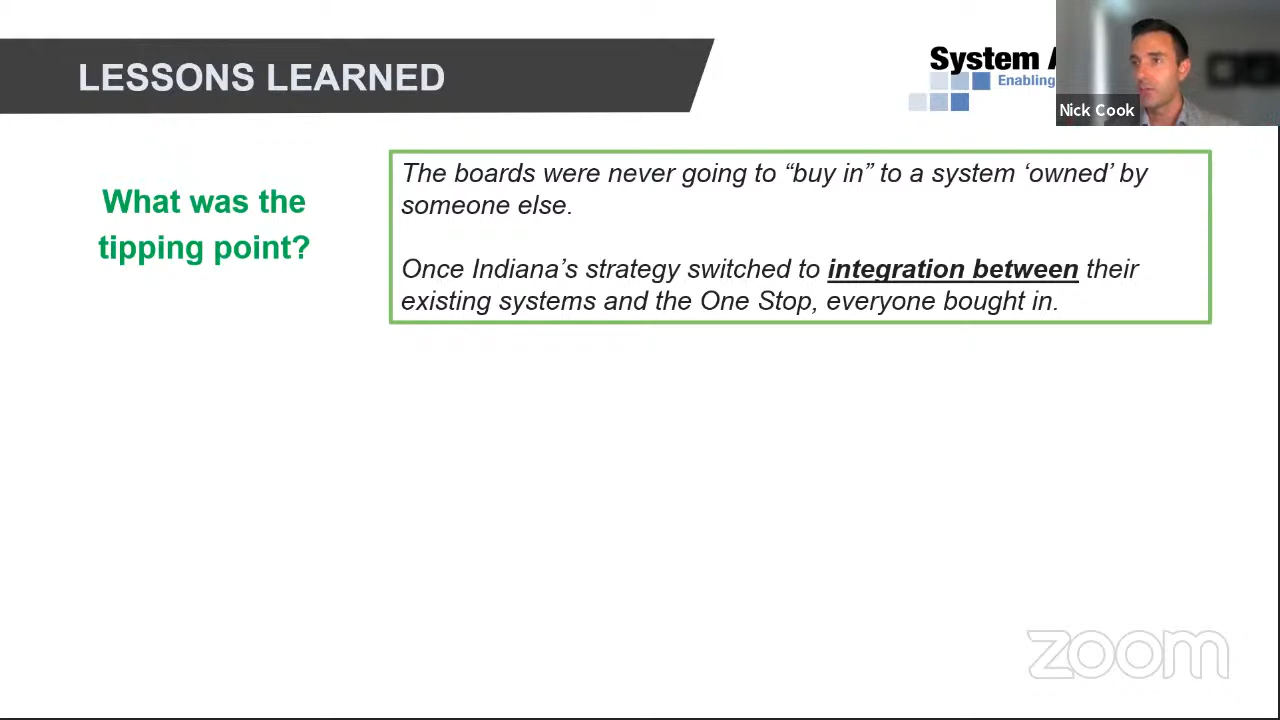 LESSONS LEARNED
System
Enabling
Nick Cook
What was the
tipping point?
The boards were never going to “buy in” to a system ‘owned’ by
someone else.
Once Indiana’s strategy switched to integration between their
existing systems and the One Stop, everyone bought in.
zoom